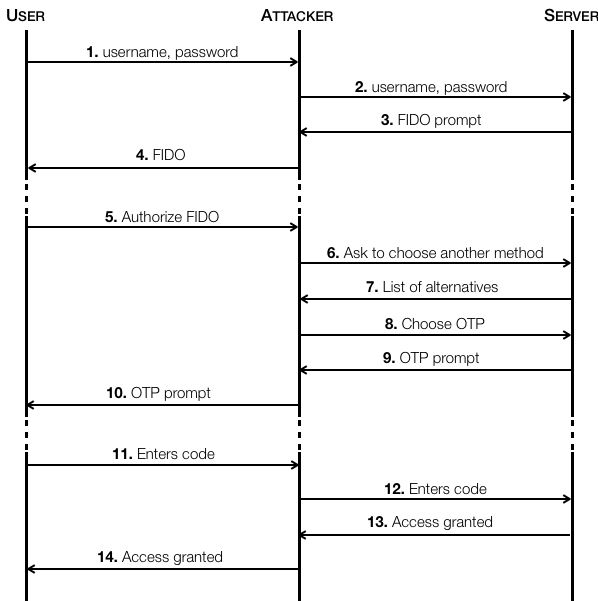 USER ATTACKER SERVER
1. username, password
2. username, password
3. FIDO prompt
4. FIDO
5. Authorize FIDO
6. Ask to choose another method
7. List of alternatives
8. Choose OTP
9. OTP prompt
10. OTP prompt
11. Enters code
12. Enters code
13. Access granted
14. Access granted